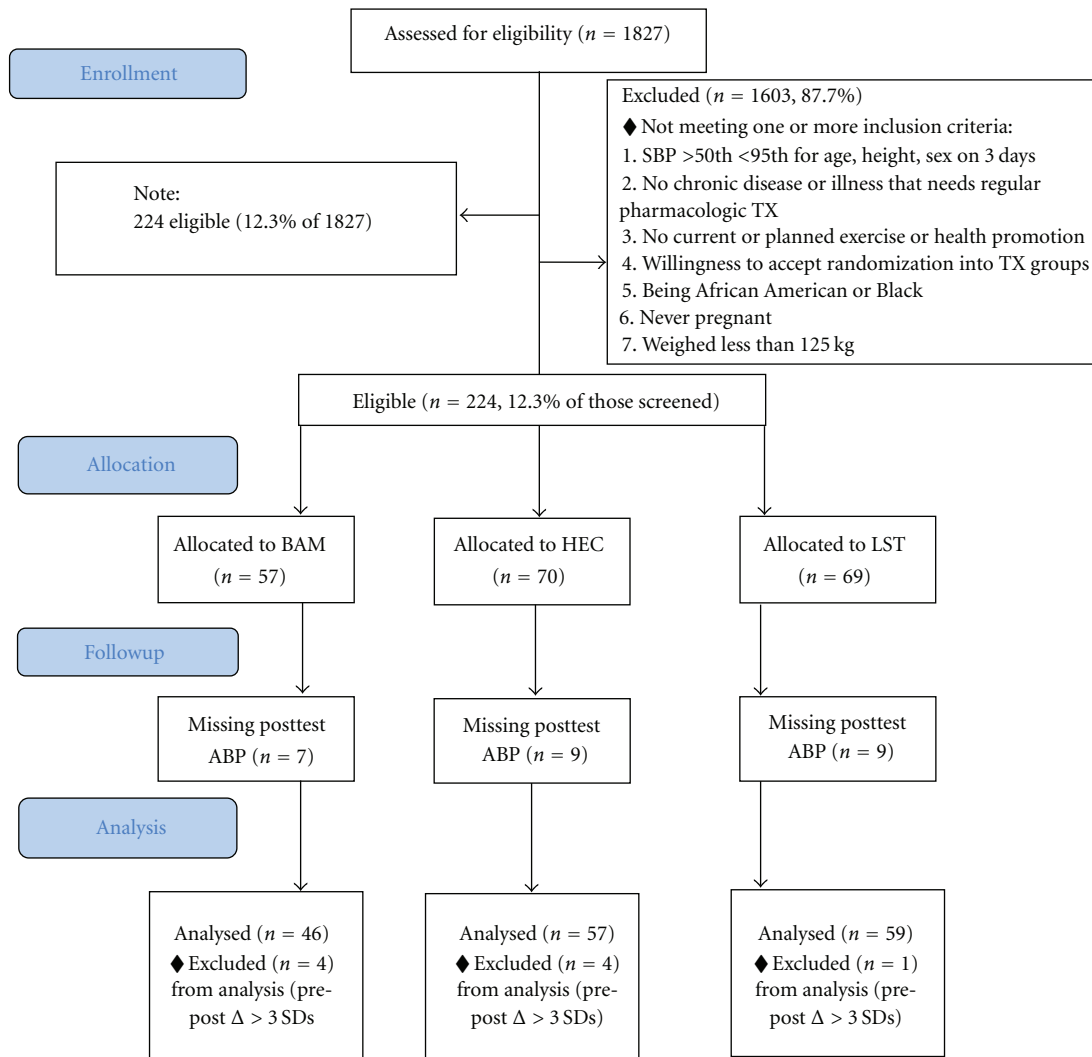 Assessed for eligibility (n = 1827)
Enrollment
Excluded (n = 1603, 87.7%)
♦ Not meeting one or more inclusion criteria:
1. SBP >50th <95th for age, height, sex on 3 days
2. No chronic disease or illness that needs regular
pharmacologic TX
3. No current or planned exercise or health promotion
4. Willingness to accept randomization into TX groups
5. Being African American or Black
6. Never pregnant
7. Weighed less than 125 kg
Note:
224 eligible (12.3% of 1827)
Eligible (n = 224, 12.3% of those screened)
Allocation
Allocated to BAM
(n = 57)
Allocated to HEC
(n = 70)
Allocated to LST
(n = 69)
Followup
Missing posttest
ABP (n = 7)
Missing posttest
ABP (n = 9)
Missing posttest
ABP (n = 9)
Analysis
Analysed (n = 46)
♦ Excluded (n = 4)
from analysis (pre-
post Δ > 3 SDs
Analysed (n = 57)
♦ Excluded (n = 4)
from analysis (pre-
post Δ > 3 SDs)
Analysed (n = 59)
♦ Excluded (n = 1)
from analysis (pre-
post Δ > 3 SDs)